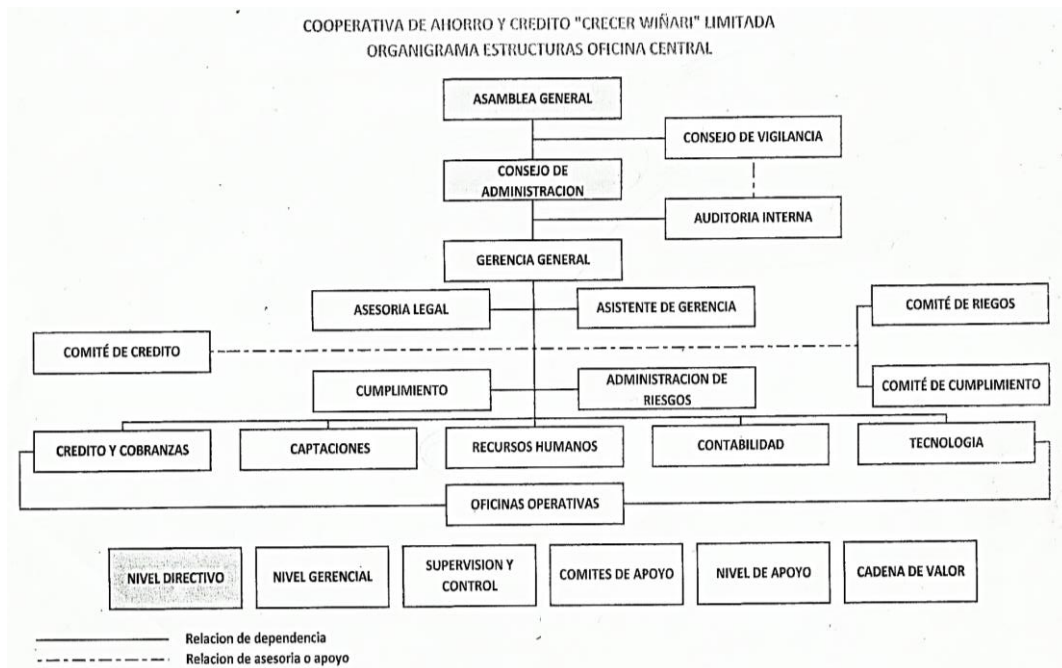 COOPERATIVA DE AHORRO Y CREDITO "CRECER WIÑARI" LIMITADA
ORGANIGRAMA ESTRUCTURAS OFICINA CENTRAL
ASAMBLEA GENERAL
CONSEJO DE VIGILANCIA
CONSEJO DE
ADMINISTRACION
AUDITORIA INTERNA
GERENCIA GENERAL
ASESORIA LEGAL
ASISTENTE DE GERENCIA
COMITÉ DE RIEGOS
COMITÉ DE CREDITO
CUMPLIMIENTO
ADMINISTRACION DE
RIESGOS
COMITÉ DE CUMPLIMIENTO
CREDITO Y COBRANZAS
CAPTACIONES
RECURSOS HUMANOS
CONTABILIDAD
TECNOLOGIA
OFICINAS OPERATIVAS
NIVEL DIRECTIVO
NIVEL GERENCIAL
SUPERVISION Y
CONTROL
COMITES DE APOYO
NIVEL DE APOYO
CADENA DE VALOR
Relacion de dependencia
Relacion de asesoria o apoyo